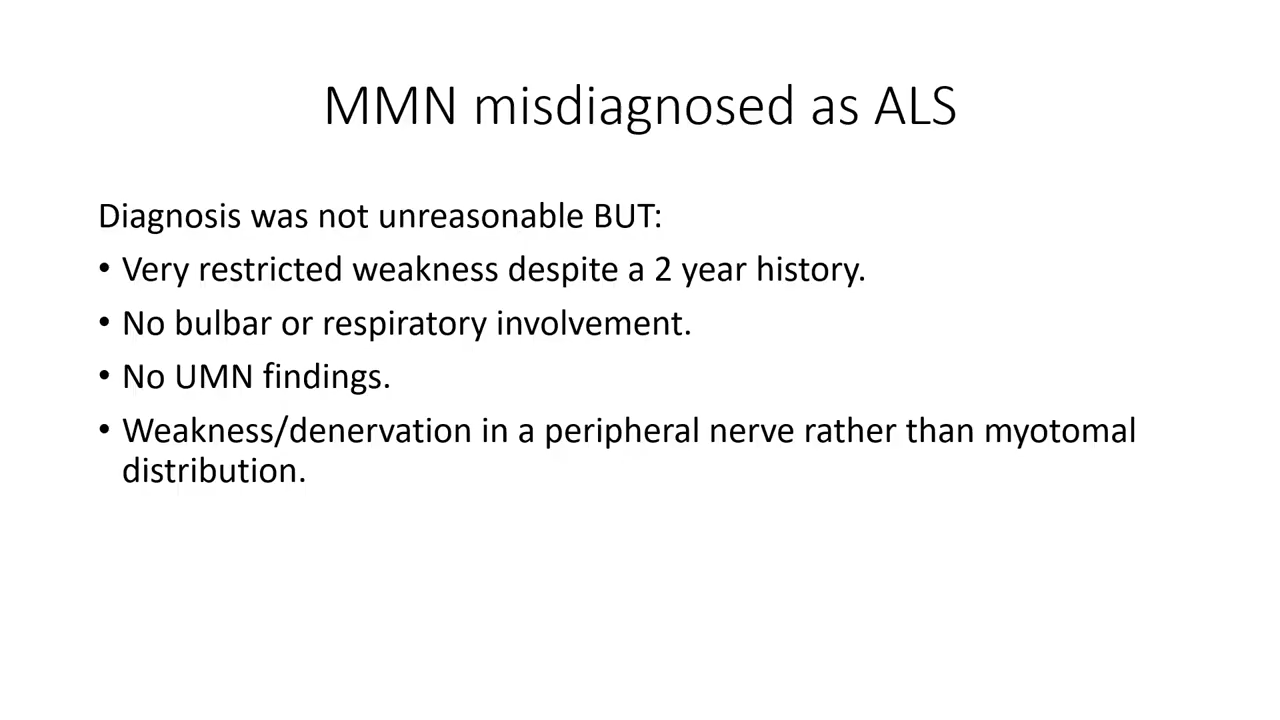 MMN misdiagnosed as ALS
Diagnosis was not unreasonable BUT:
• Very restricted weakness despite a 2 year history.
• No bulbar or respiratory involvement.
• No UMN findings.
• Weakness/denervation in a peripheral nerve rather than myotomal
distribution.